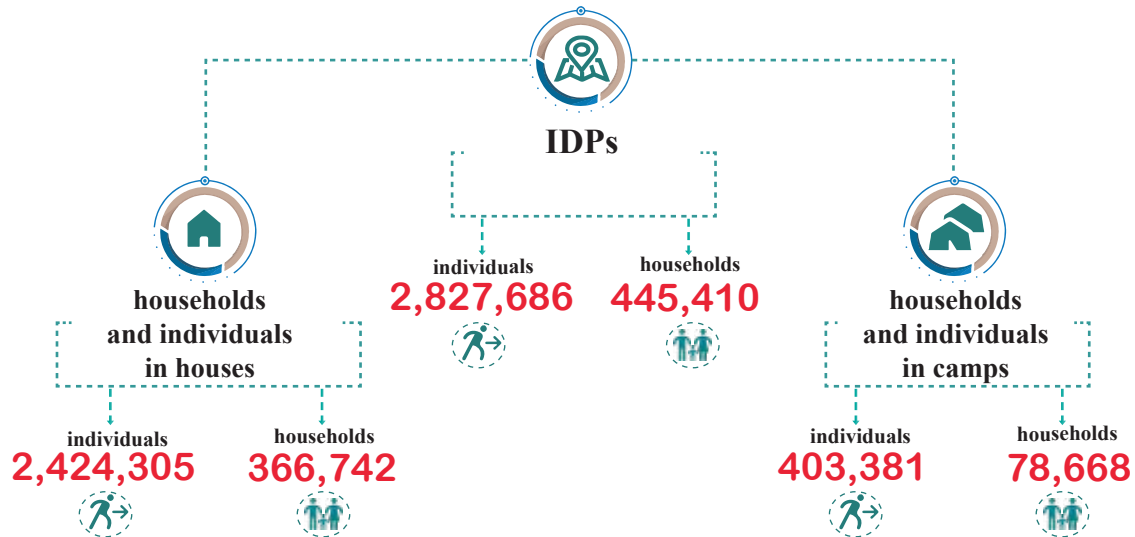 IDPs
individuals
2,827,686
households
445,410
households
and individuals
in houses
individuals
2,424,305
households
366,742
households
and individuals
in camps
individuals
403,381
households
78,668